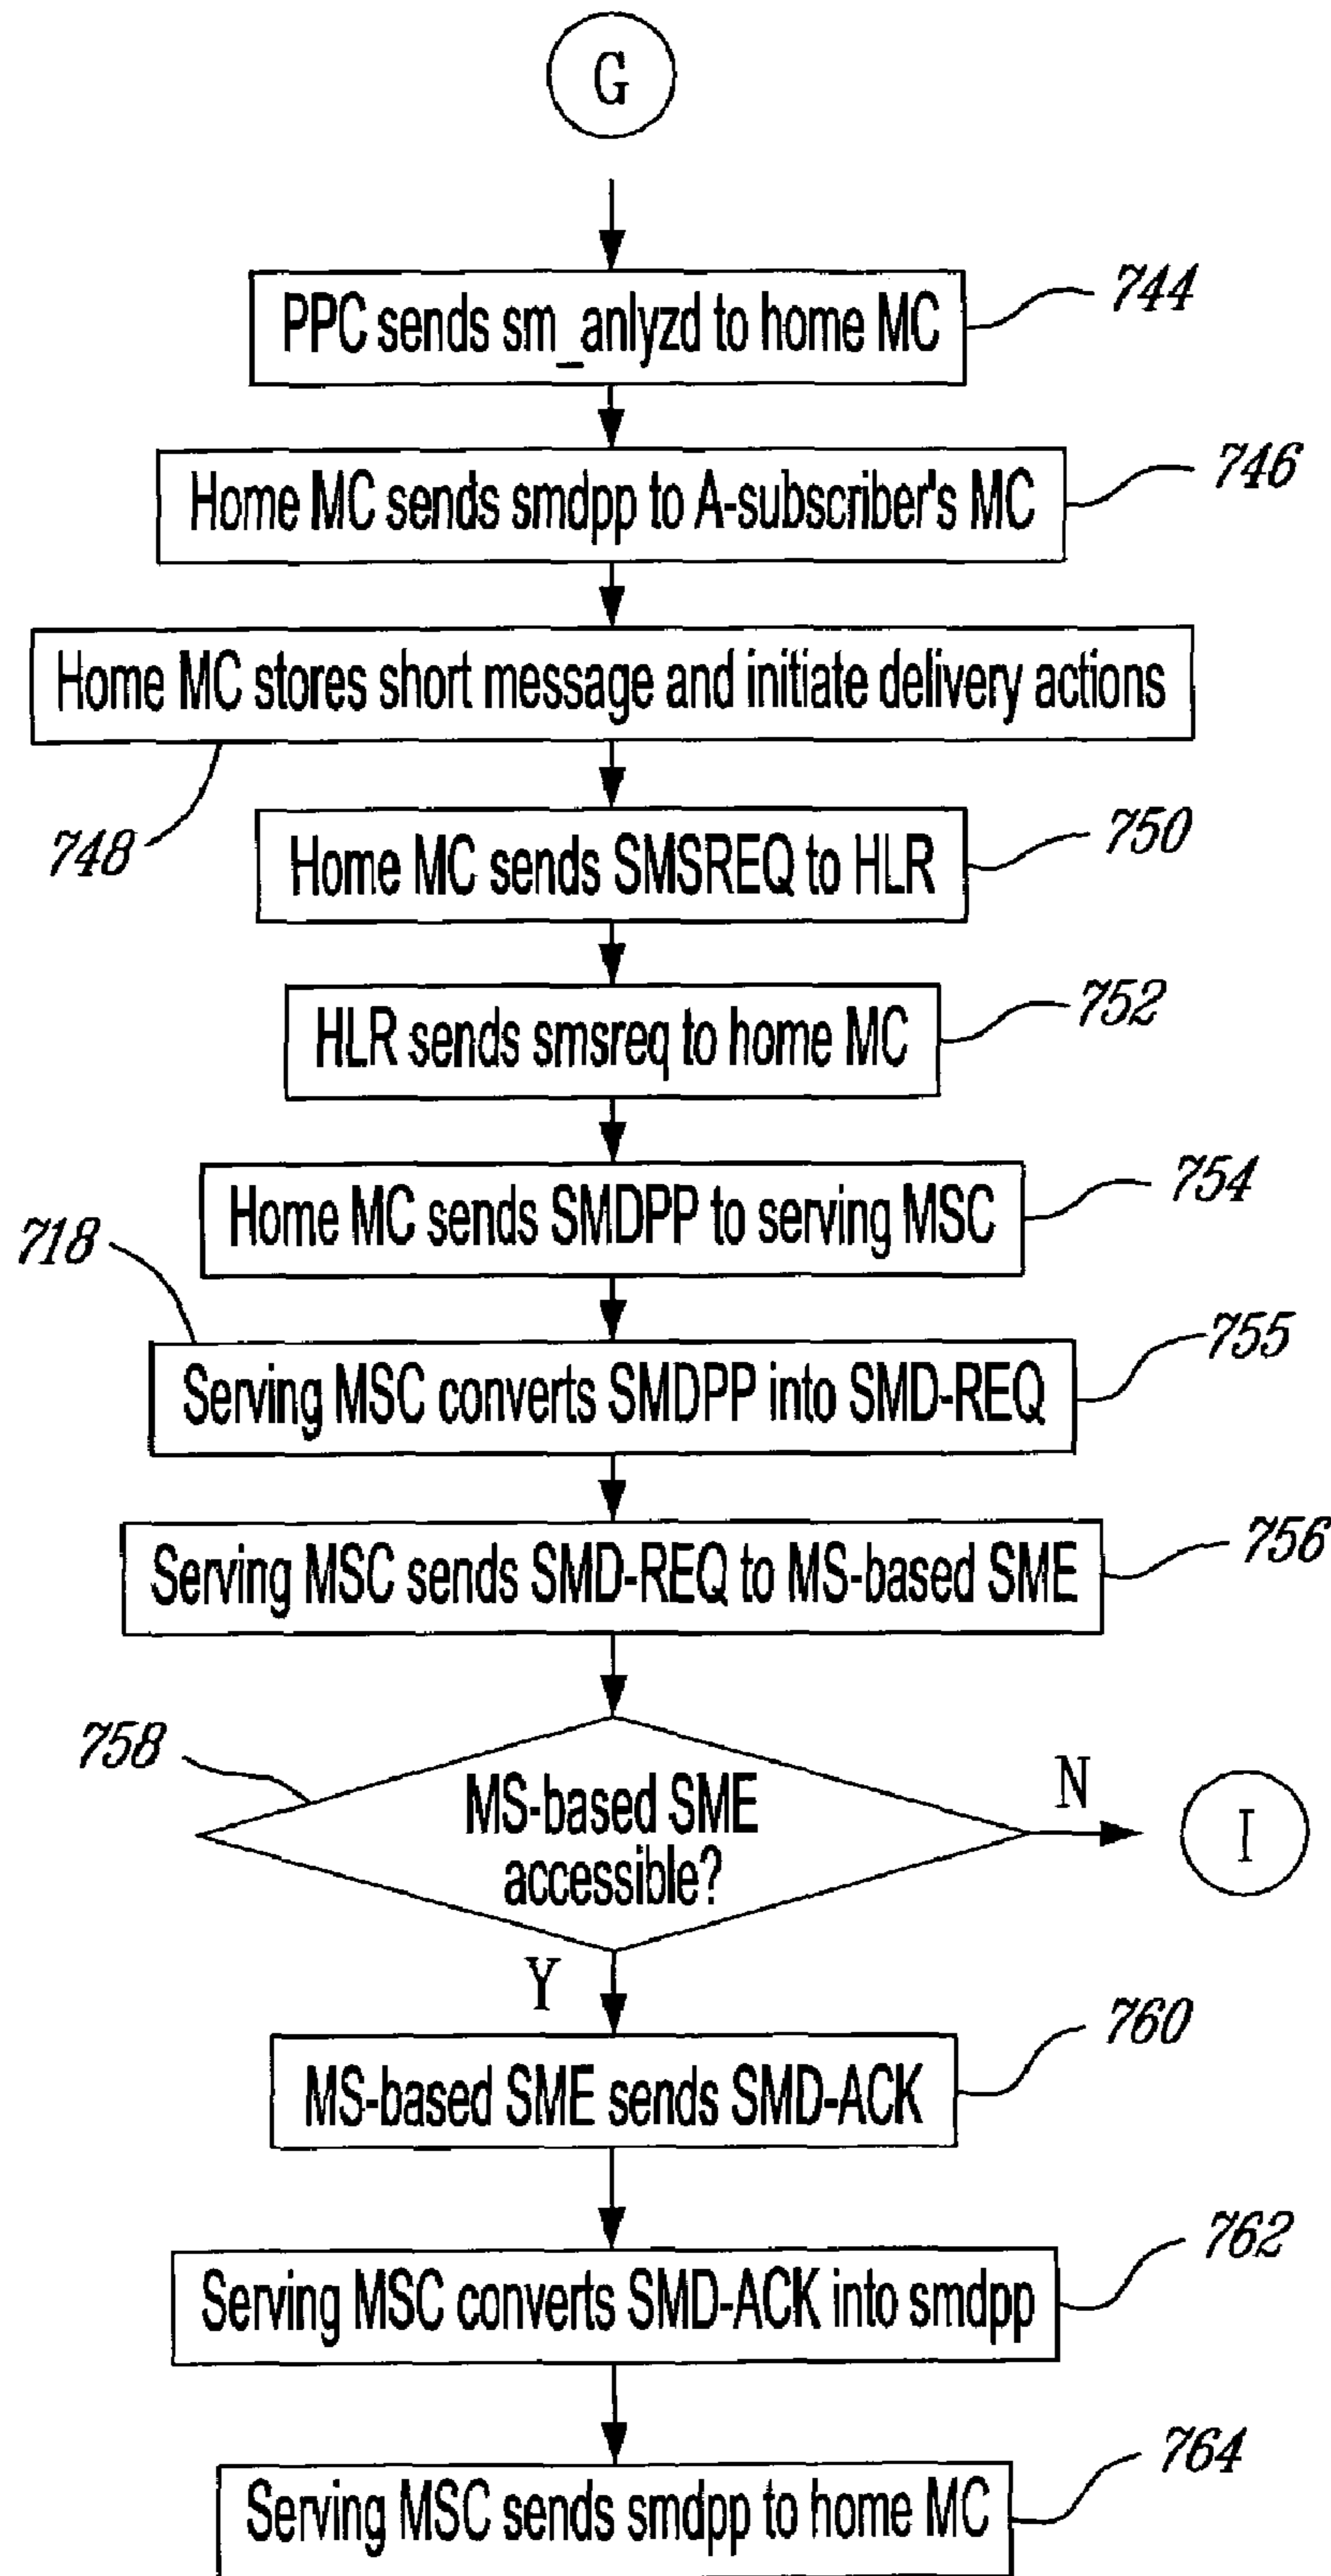 G
PPC sends sm_anlyzd to home MC
744
Home MC sends smdpp to A-subscriber's MC
746
Home MC stores short message and initiate delivery actions
748
Home MC sends SMSREQ to HLR
750
HLR sends smsreq to home MC
752
Home MC sends SMDPP to serving MSC
754
718
Serving MSC converts SMDPP into SMD-REQ
755
Serving MSC sends SMD-REQ to MS-based SME
756
758
MS-based SME
accessible?
N
I
Y
MS-based SME sends SMD-ACK
760
Serving MSC converts SMD-ACK into smdpp
762
Serving MSC sends smdpp to home MC
764